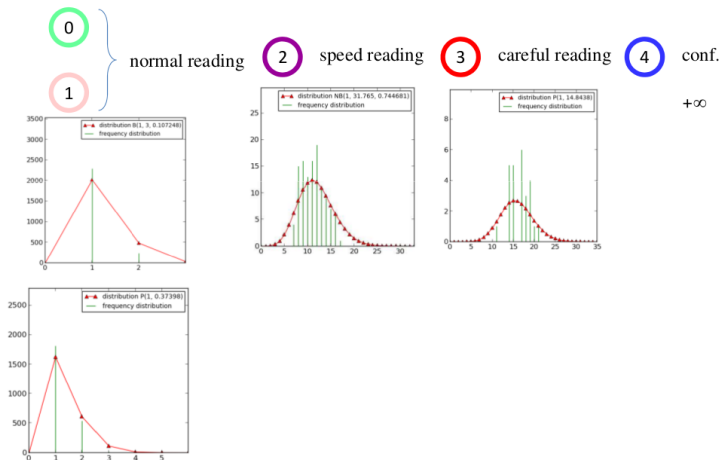 0
1
normal reading
2
speed reading
3
careful reading
4
conf.
+∞
distribution B(1, 3, 0.107248)
frequency distribution
3500
3000
2500
2000
1500
1000
500
0
0 1 2
distribution NB(1, 31.765, 0.744681)
frequency distribution
25
20
15
10
5
0
0 5 10 15 20 25 30
distribution P(1, 14.8438)
frequency distribution
8
6
4
2
0
0 5 10 15 20 25 30 35
distribution P(1, 0.37398)
frequency distribution
2500
2000
1500
1000
500
0
0 1 2 3 4 5